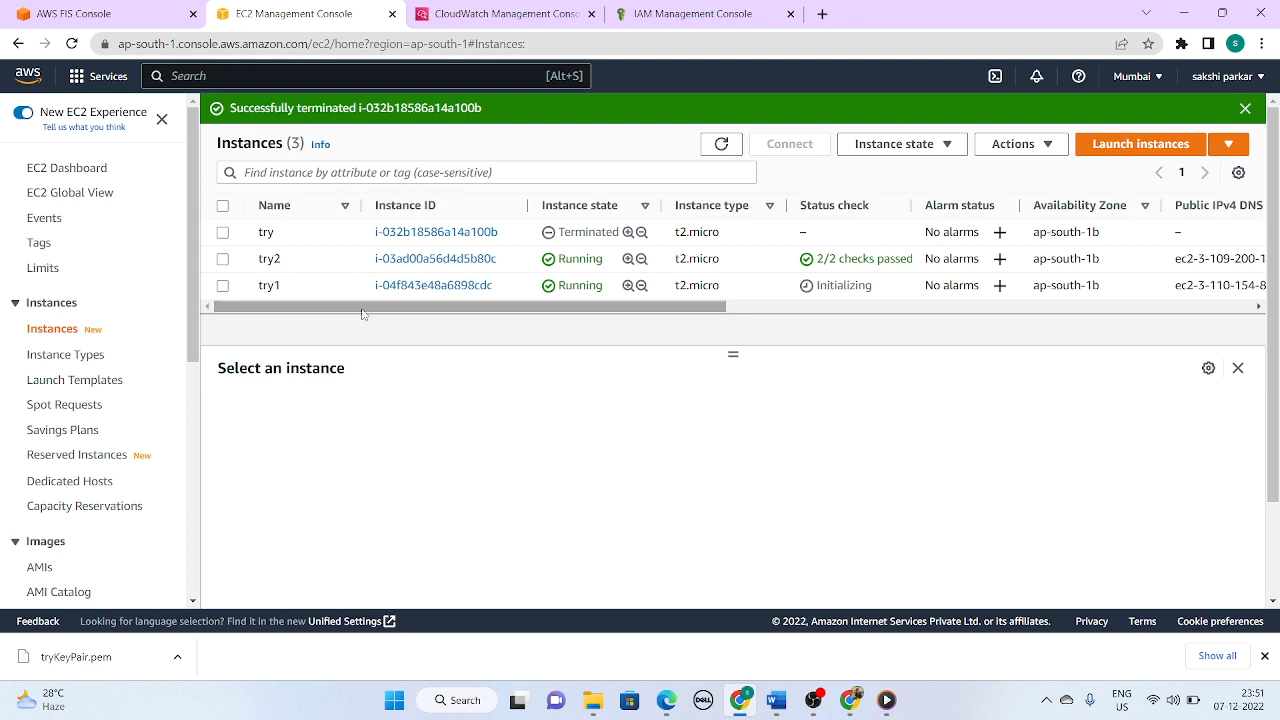 AWS FIS Console
EC2 Management Console
CloudWatch Management Conso
IAM Management Console
ap-south-1.console.aws.amazon.com/ec2/home?region=ap-south-1#Instances:
S
aws
Services
Search
[Alt+S]
Mumbai
sakshi parkar
New EC2 Experience
Tell us what you think
EC2 Dashboard
EC2 Global View
Events
Tags
Limits
Instances
Instances New
Instance Types
Launch Templates
Spot Requests
Savings Plans
Reserved Instances New
Dedicated Hosts
Capacity Reservations
Images
AMIs
AMI Catalog
Successfully terminated i-032b18586a14a100b
Instances (3) Info
Connect
Instance state
Actions
Launch instances
Find instance by attribute or tag (case-sensitive)
1
Name Instance ID Instance state Instance type Status check Alarm status Availability Zone Public IPv4 DNS
try i-032b18586a14a100b Terminated t2.micro – No alarms + ap-south-1b –
try2 i-03ad00a56d4d5b80c Running t2.micro 2/2 checks passed No alarms + ap-south-1b ec2-3-109-200-1
try1 i-04f843e48a6898cdc Running t2.micro Initializing No alarms + ap-south-1b ec2-3-110-154-8
Select an instance
Feedback Looking for language selection? Find it in the new Unified Settings
© 2022, Amazon Internet Services Private Ltd. or its affiliates. Privacy Terms Cookie preferences
tryKeyPair.pem
Show all
28°C
Haze
Search
DELL
ENG
US
23:51
07-12-2022